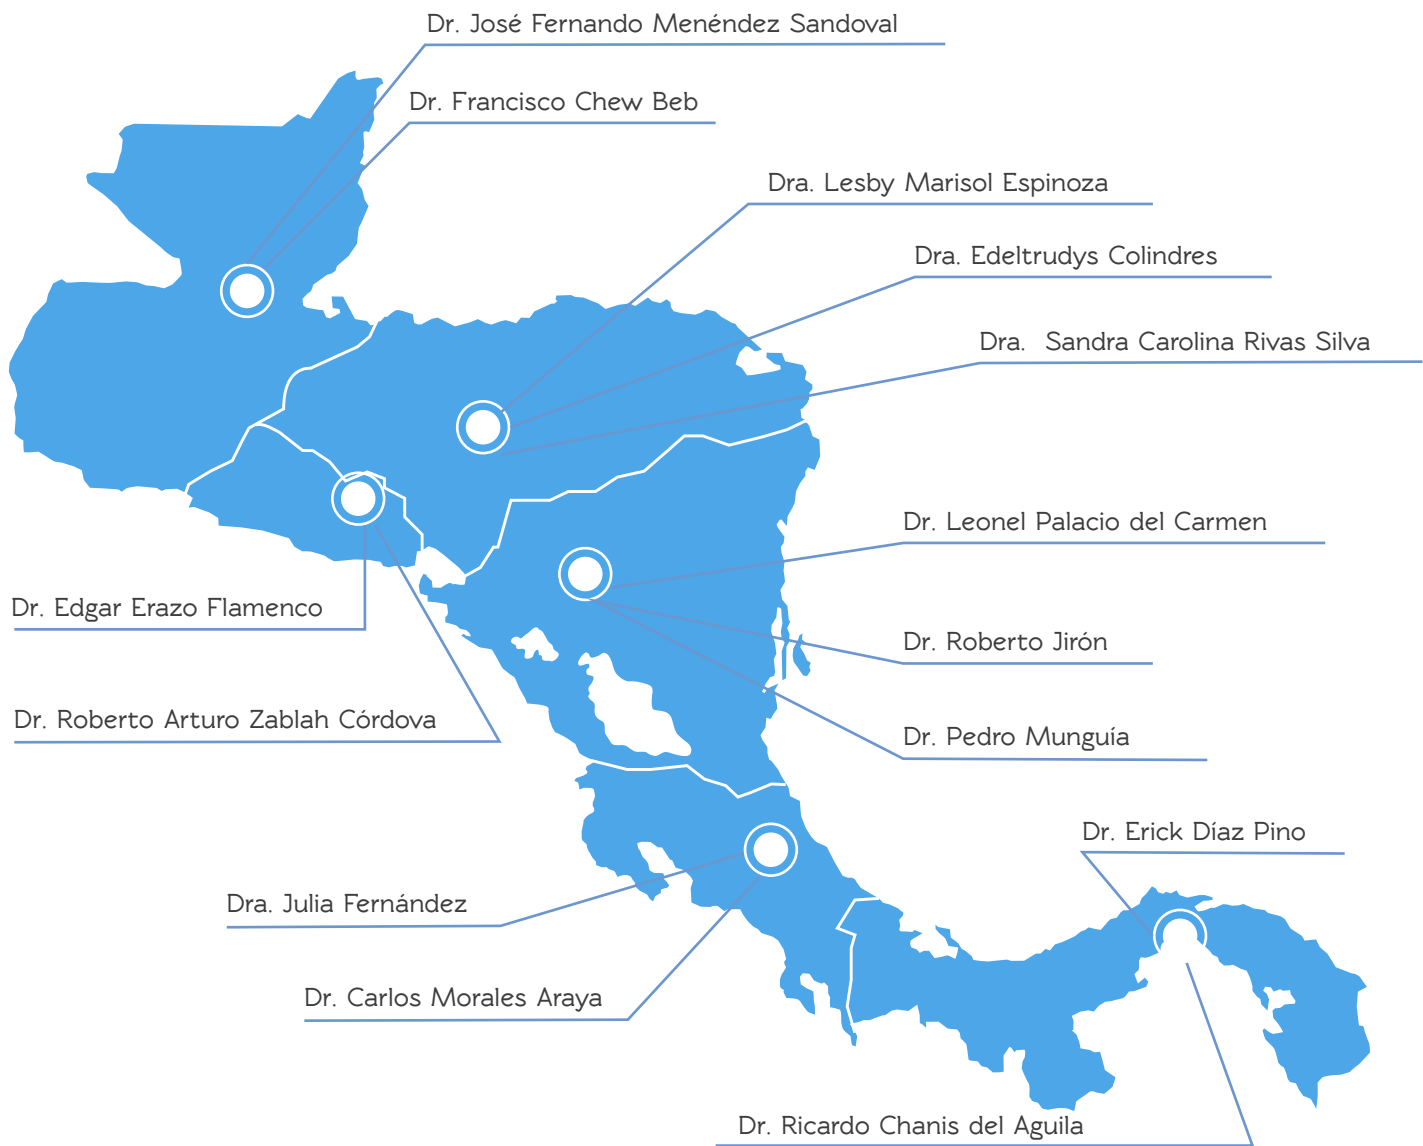 Dr. José Fernando Menéndez Sandoval
Dr. Francisco Chew Beb
Dra. Lesby Marisol Espinoza
Dra. Edeltrudys Colindres
Dra. Sandra Carolina Rivas Silva
Dr. Leonel Palacio del Carmen
Dr. Edgar Erazo Flamenco
Dr. Roberto Jirón
Dr. Roberto Arturo Zablah Córdova
Dr. Pedro Munguía
Dr. Erick Díaz Pino
Dra. Julia Fernández
Dr. Carlos Morales Araya
Dr. Ricardo Chanis del Aguila